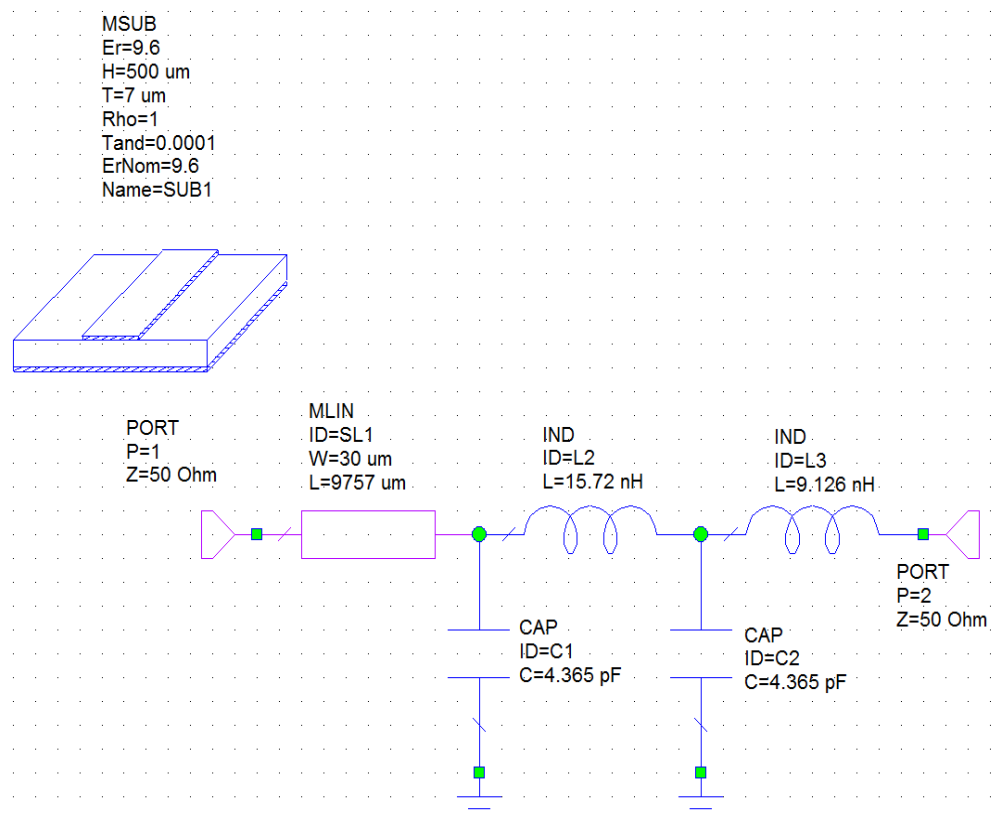 MSUB
Er=9.6
H=500 um
T=7 um
Rho=1
Tand=0.0001
ErNom=9.6
Name=SUB1
PORT
P=1
Z=50 Ohm
MLIN
ID=SL1
W=30 um
L=9757 um
IND
ID=L2
L=15.72 nH
IND
ID=L3
L=9.126 nH
PORT
P=2
Z=50 Ohm
CAP
ID=C1
C=4.365 pF
CAP
ID=C2
C=4.365 pF